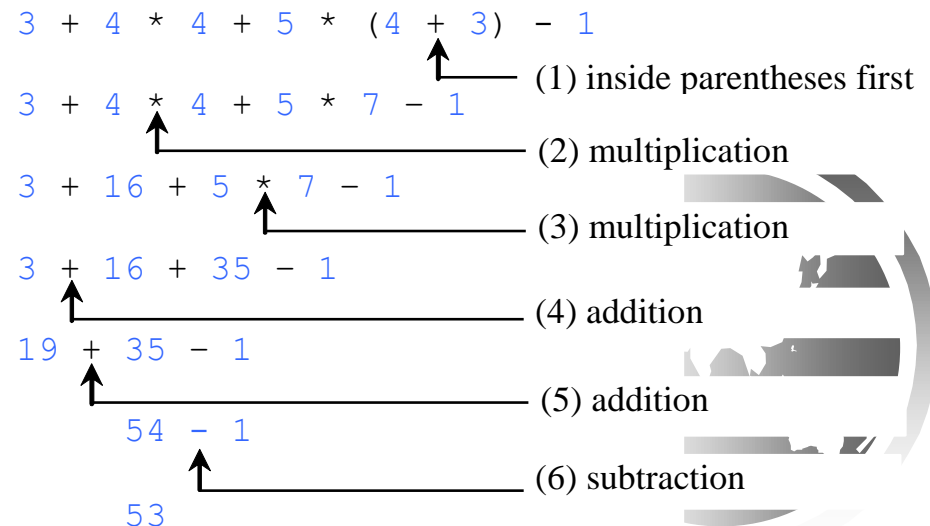 3 + 4 * 4 + 5 * (4 + 3) - 1
(1) inside parentheses first
3 + 4 * 4 + 5 * 7 - 1
(2) multiplication
3 + 16 + 5 * 7 - 1
(3) multiplication
3 + 16 + 35 - 1
(4) addition
19 + 35 - 1
(5) addition
54 - 1
(6) subtraction
53